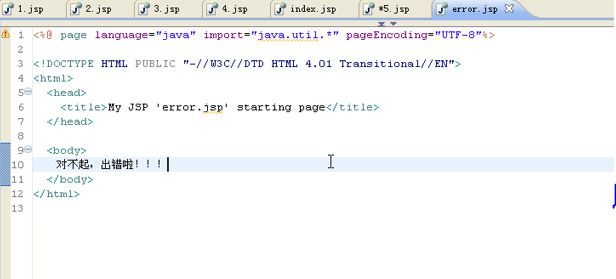 1.jsp 2.jsp 3.jsp 4.jsp index.jsp *5.jsp error.jsp
1 <%@ page language="java" import="java.util.*" pageEncoding="UTF-8"%>
2
3 <!DOCTYPE HTML PUBLIC "-//W3C//DTD HTML 4.01 Transitional//EN">
4 <html>
5 <head>
6 <title>My JSP 'error.jsp' starting page</title>
7 </head>
8
9 <body>
10 对不起，出错啦！！！
11 </body>
12 </html>
13